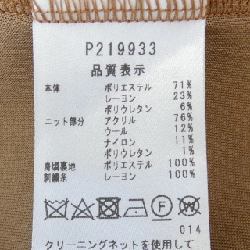 P219933
品質表示
本体 ポリエステル 71%
レーヨン 23%
ポリウレタン 6%
ニット部分 アクリル 76%
ウール 12%
ナイロン 11%
ポリウレタン 1%
身頃裏地 ポリエステル 100%
刺繍糸 レーヨン 100%
F W
014
クリーニングネットを使用して